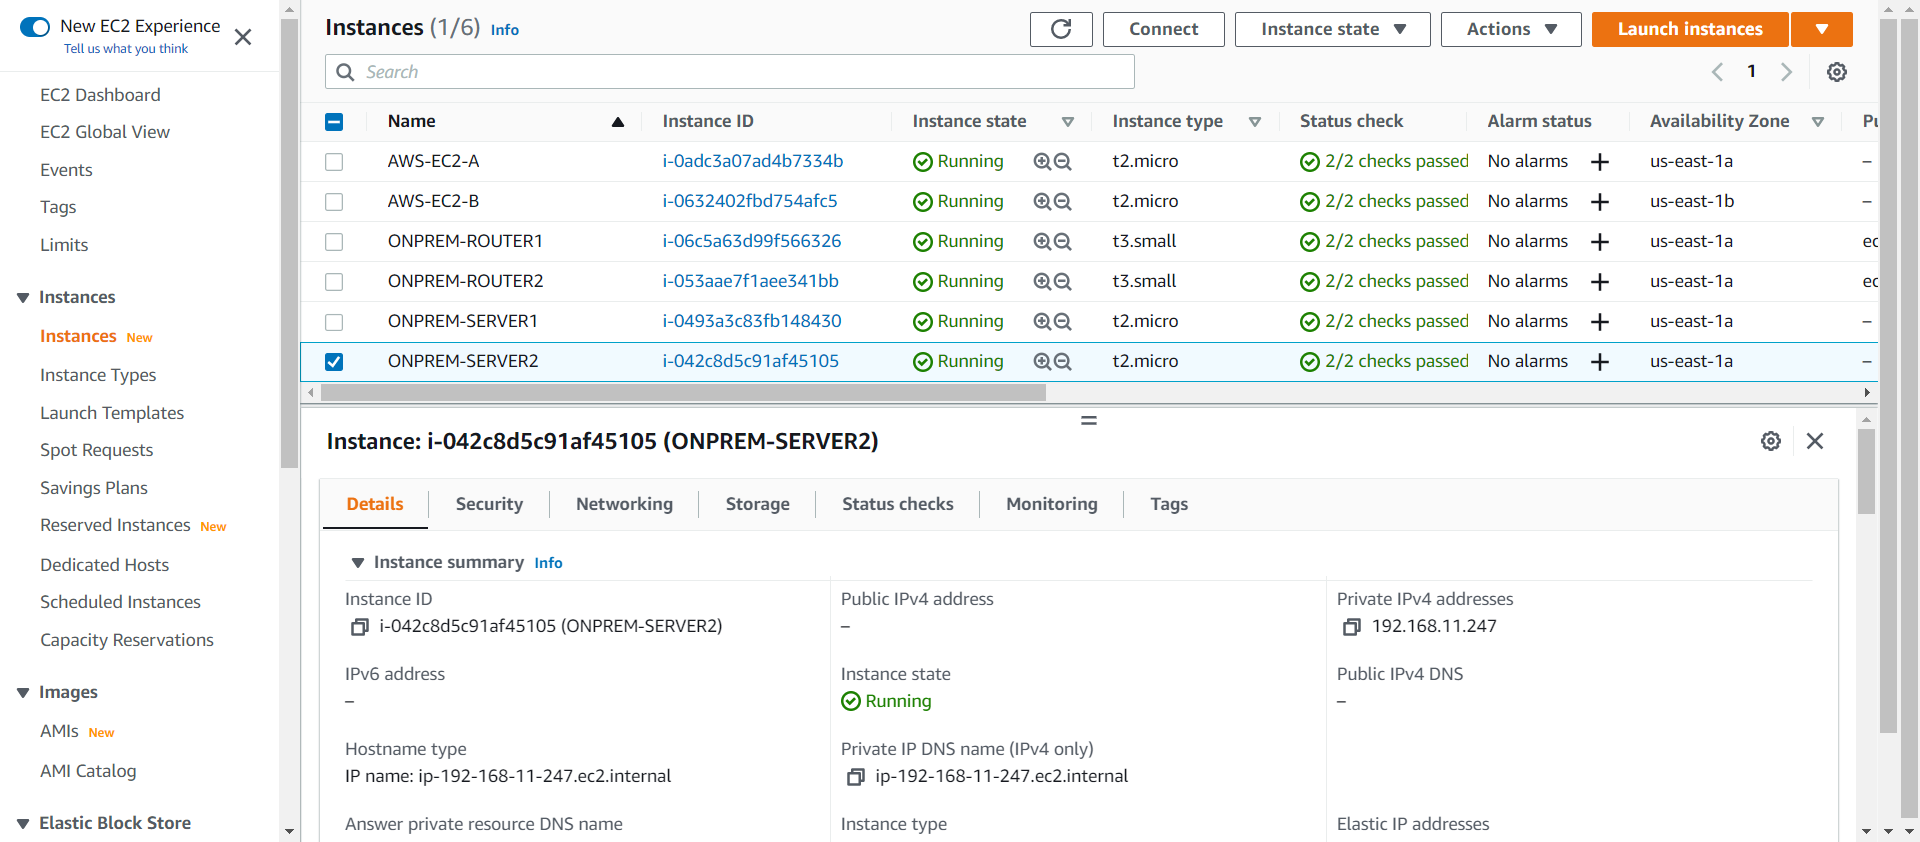 New EC2 Experience
Tell us what you think
EC2 Dashboard
EC2 Global View
Events
Tags
Limits
Instances
Instances New
Instance Types
Launch Templates
Spot Requests
Savings Plans
Reserved Instances New
Dedicated Hosts
Scheduled Instances
Capacity Reservations
Images
AMIs New
AMI Catalog
Elastic Block Store
Instances (1/6) Info
Connect
Instance state
Actions
Launch instances
Search
1
Name Instance ID Instance state Instance type Status check Alarm status Availability Zone
AWS-EC2-A i-0adc3a07ad4b7334b Running t2.micro 2/2 checks passed No alarms us-east-1a –
AWS-EC2-B i-0632402fbd754afc5 Running t2.micro 2/2 checks passed No alarms us-east-1b –
ONPREM-ROUTER1 i-06c5a63d99f566326 Running t3.small 2/2 checks passed No alarms us-east-1a ec
ONPREM-ROUTER2 i-053aae7f1aee341bb Running t3.small 2/2 checks passed No alarms us-east-1a ec
ONPREM-SERVER1 i-0493a3c83fb148430 Running t2.micro 2/2 checks passed No alarms us-east-1a –
ONPREM-SERVER2 i-042c8d5c91af45105 Running t2.micro 2/2 checks passed No alarms us-east-1a –
Instance: i-042c8d5c91af45105 (ONPREM-SERVER2)
Details Security Networking Storage Status checks Monitoring Tags
Instance summary Info
Instance ID
i-042c8d5c91af45105 (ONPREM-SERVER2)
Public IPv4 address
–
Private IPv4 addresses
192.168.11.247
IPv6 address
–
Instance state
Running
Public IPv4 DNS
–
Hostname type
IP name: ip-192-168-11-247.ec2.internal
Private IP DNS name (IPv4 only)
ip-192-168-11-247.ec2.internal
Answer private resource DNS name
Instance type
Elastic IP addresses